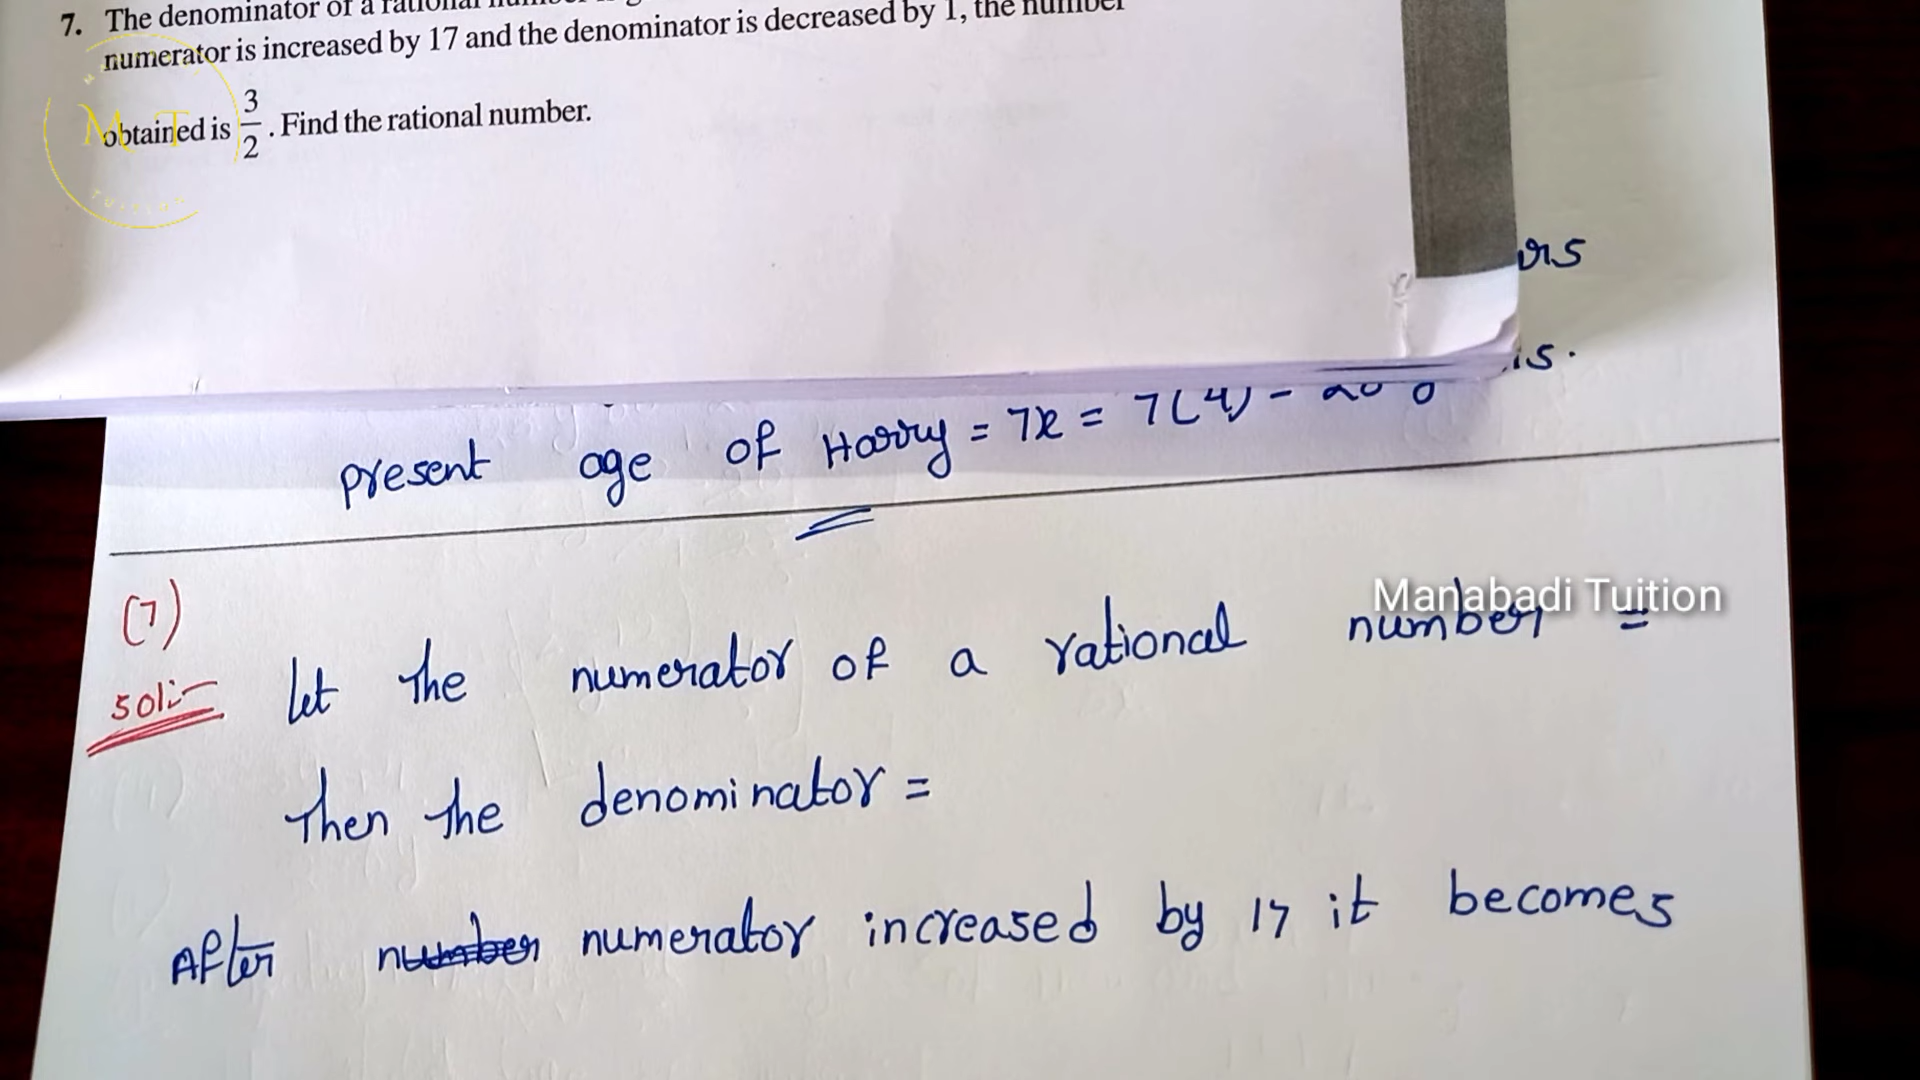 7. The denominator of a rational
numerator is increased by 17 and the denominator is decreased by 1, the number
obtained is 3/2 . Find the rational number.
M T
TUITION
present age of Harry = 7x = 7(4) =
Manabadi Tuition
(7)
Sol:- let the numerator of a rational number =
Then the denominator =
After number numerator increased by 17 it becomes